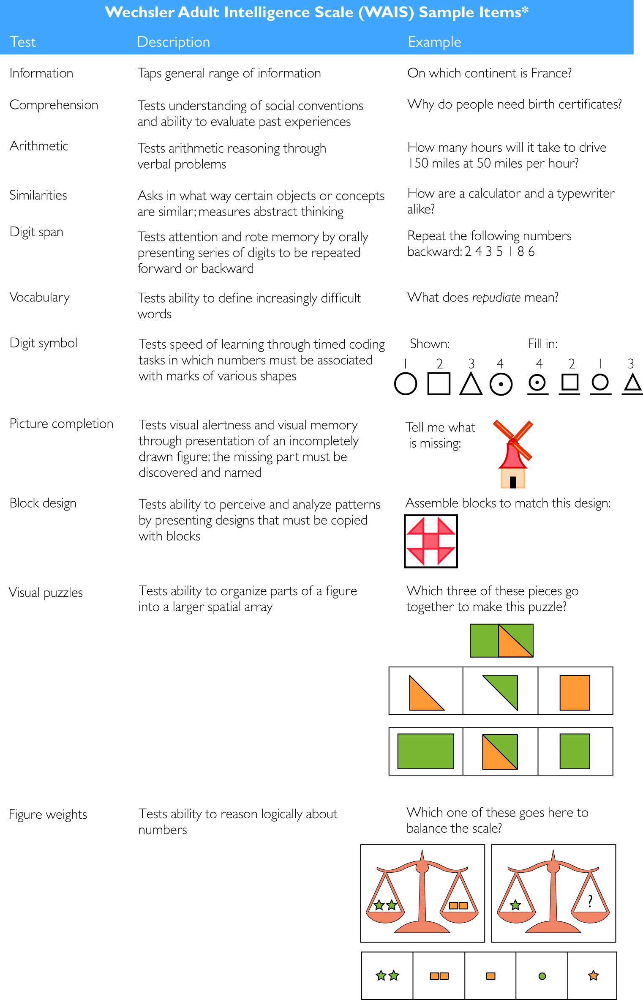 Wechsler Adult Intelligence Scale (WAIS) Sample Items*
Test Description Example
Information Taps general range of information On which continent is France?
Comprehension Tests understanding of social conventions Why do people need birth certificates?
and ability to evaluate past experiences
Arithmetic Tests arithmetic reasoning through How many hours will it take to drive
verbal problems 150 miles at 50 miles per hour?
Similarities Asks in what way certain objects or concepts How are a calculator and a typewriter
are similar; measures abstract thinking alike?
Digit span Tests attention and rote memory by orally Repeat the following numbers
presenting series of digits to be repeated backward: 2 4 3 5 1 8 6
forward or backward
Vocabulary Tests ability to define increasingly difficult What does repudiate mean?
words
Digit symbol Tests speed of learning through timed coding Shown: Fill in:
tasks in which numbers must be associated 1 2 3 4 4 2 1 3
with marks of various shapes
Picture completion Tests visual alertness and visual memory Tell me what
through presentation of an incompletely is missing:
drawn figure; the missing part must be
discovered and named
Block design Tests ability to perceive and analyze patterns Assemble blocks to match this design:
by presenting designs that must be copied
with blocks
Visual puzzles Tests ability to organize parts of a figure Which three of these pieces go
into a larger spatial array together to make this puzzle?
Figure weights Tests ability to reason logically about Which one of these goes here to
numbers balance the scale?
?